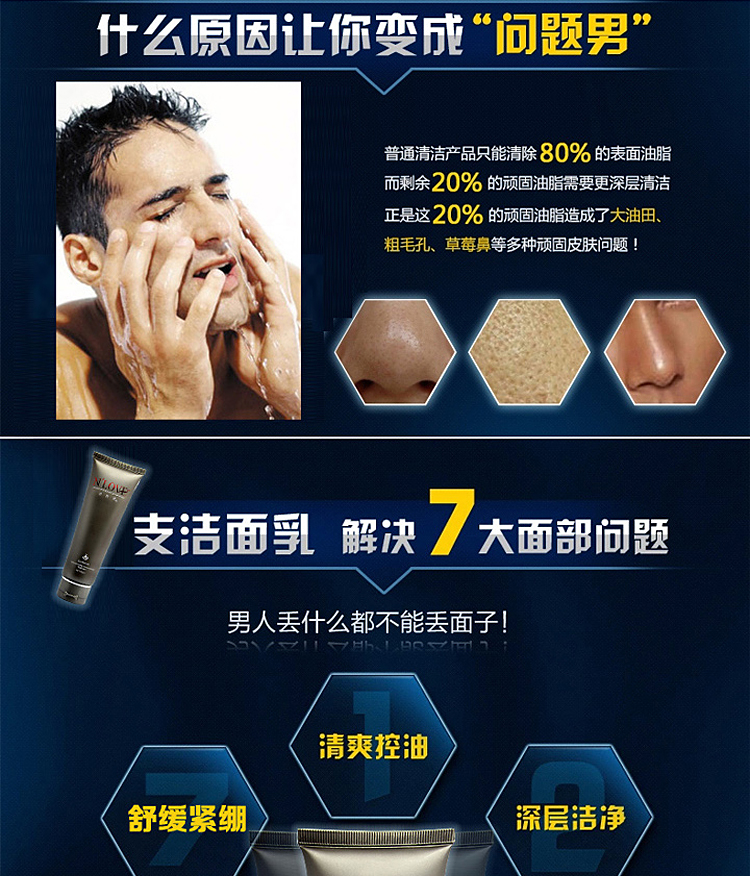 什么原因让你变成“问题男”
普通清洁产品只能清除80%的表面油脂
而剩余20%的顽固油脂需要更深层清洁
正是这20%的顽固油脂造成了大油田、
粗毛孔、草莓鼻等多种顽固皮肤问题！
支洁面乳 解决7大面部问题
男人丢什么都不能丢面子！
1
清爽控油
7
舒缓紧绷
2
深层洁净